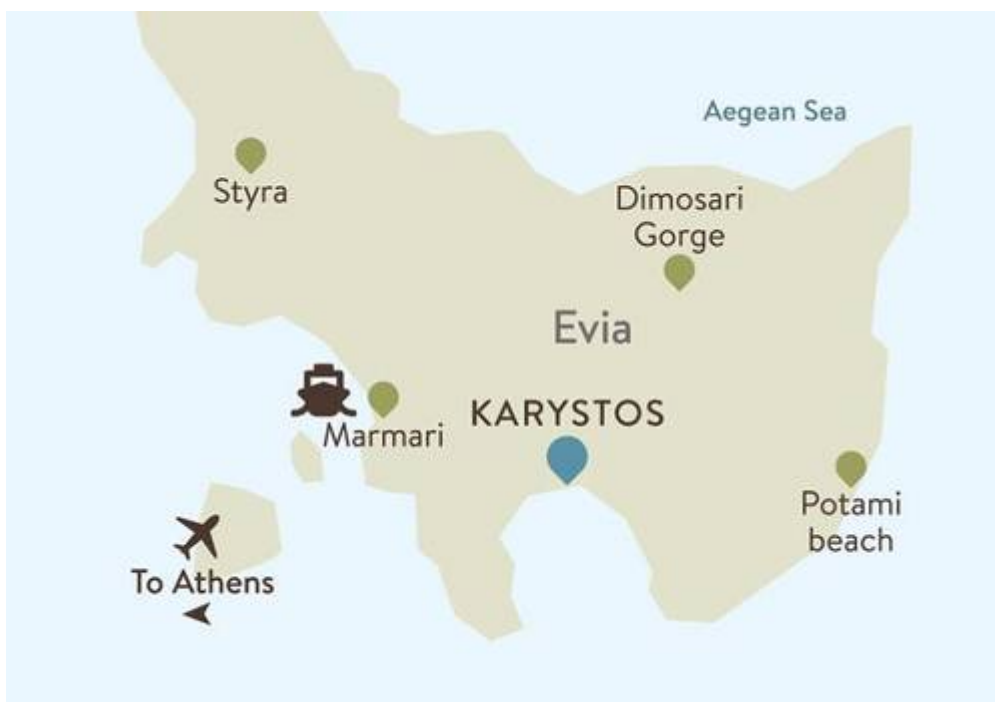 Aegean Sea
Styra
Dimosari
Gorge
Evia
KARYSTOS
Marmari
Potami
beach
To Athens